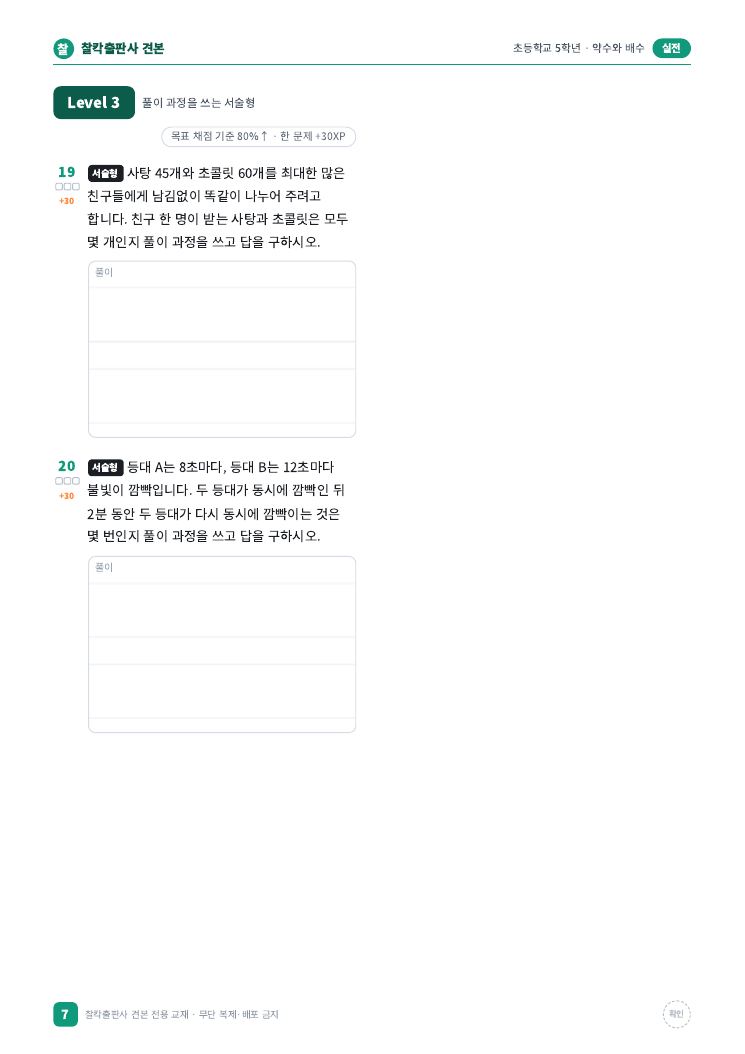 찰 찰칵출판사 견본
초등학교 5학년 · 약수와 배수 실전
Level 3 풀이 과정을 쓰는 서술형
목표 채점 기준 80%↑ · 한 문제 +30XP
19 서술형 사탕 45개와 초콜릿 60개를 최대한 많은
친구들에게 남김없이 똑같이 나누어 주려고
+30
합니다. 친구 한 명이 받는 사탕과 초콜릿은 모두
몇 개인지 풀이 과정을 쓰고 답을 구하시오.
풀이
20 서술형 등대 A는 8초마다, 등대 B는 12초마다
불빛이 깜빡입니다. 두 등대가 동시에 깜빡인 뒤
+30
2분 동안 두 등대가 다시 동시에 깜빡이는 것은
몇 번인지 풀이 과정을 쓰고 답을 구하시오.
풀이
7 찰칵출판사 견본 전용 교재 · 무단 복제·배포 금지
확인